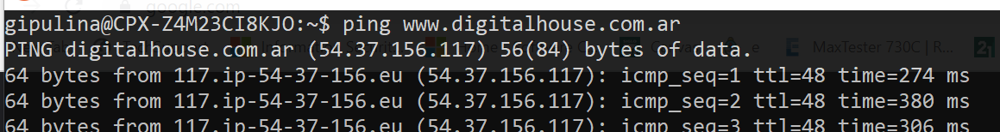 google.com
gipulina@CPX-Z4M23CI8KJO:~$ ping www.digitalhouse.com.ar
PING digitalhouse.com.ar (54.37.156.117) 56(84) bytes of data.
MaxTester 730C | R...
64 bytes from 117.ip-54-37-156.eu (54.37.156.117): icmp_seq=1 ttl=48 time=274 ms
64 bytes from 117.ip-54-37-156.eu (54.37.156.117): icmp_seq=2 ttl=48 time=380 ms
64 bytes from 117.ip-54-37-156.eu (54.37.156.117): icmp_seq=3 ttl=48 time=306 ms